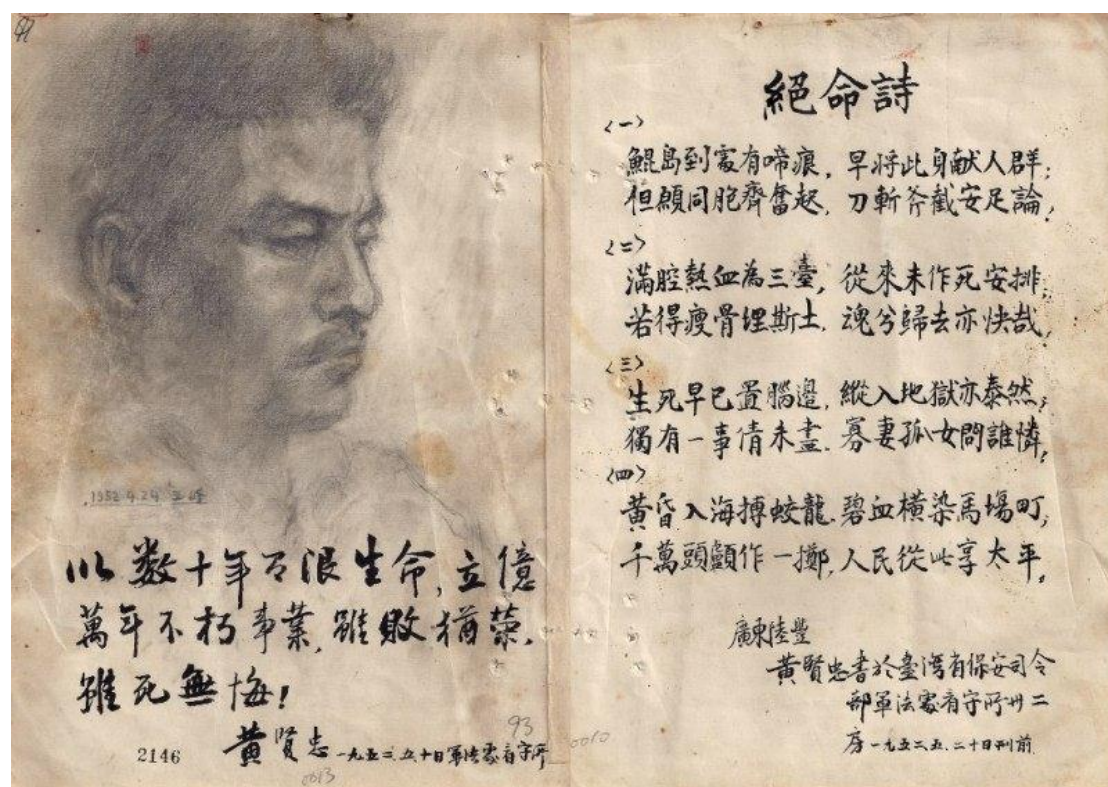 .1952.4.24
以数十年有限生命,立億
萬年不朽事業,雖敗猶榮,
雖死無悔!
黃賢忠 一九五二.五.十日軍法處看守所
2146
93
0013
0010
絕命詩
<一>
鯤島到處有啼痕,早將此身献人群;
但願同胞齊奮起,刀斬斧截安足論,
<二>
滿腔熱血為三臺,從來未作死安排;
若得瘦骨埋斯土,魂兮歸去亦快哉,
<三>
生死早已置腦邊,縱入地獄亦泰然;
獨有一事情未盡,寡妻孤女問誰憐,
<四>
黃昏入海搏蛟龍,碧血橫染馬場町;
千萬頭顱作一擲,人民從此享太平,
廣東陸豐
黃賢忠書於臺灣省保安司令
部軍法處看守所廿二
房 一九五二.五.二十日刑前